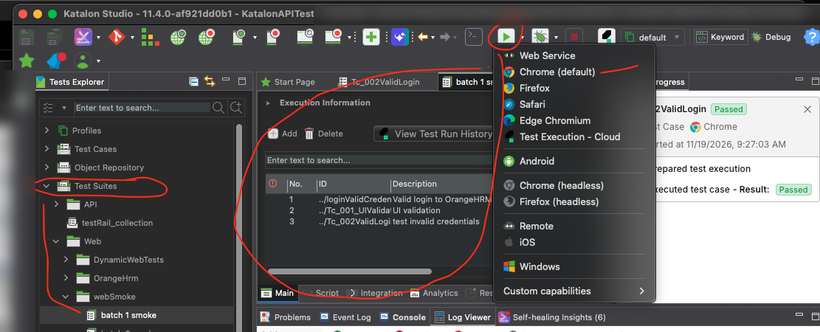 Katalon Studio - 11.4.0-af921dd0b1 - KatalonAPITest
default
Keyword
Debug
Tests Explorer
Enter text to search...
Profiles
Test Cases
Object Repository
Test Suites
API
testRail_collection
Web
DynamicWebTests
OrangeHrm
webSmoke
batch 1 smoke
Start Page
Tc_002ValidLogin
batch 1 sm
Execution Information
Add
Delete
View Test Run History
Enter text to search...
No. ID Description
1 ../loginValidCreden Valid login to OrangeHRM
2 ../Tc_001_UIValida UI validation
3 ../Tc_002ValidLogi test invalid credentials
Main
Script
Integration
Analytics
Res
Problems
Event Log
Console
Log Viewer
Self-healing Insights (6)
Web Service
Chrome (default)
Firefox
Safari
Edge Chromium
Test Execution - Cloud
Android
Chrome (headless)
Firefox (headless)
Remote
iOS
Windows
Custom capabilities
rogress
02ValidLogin Passed
st Case Chrome
rted at 11/19/2026, 9:27:03 AM
repared test execution
xecuted test case - Result: Passed